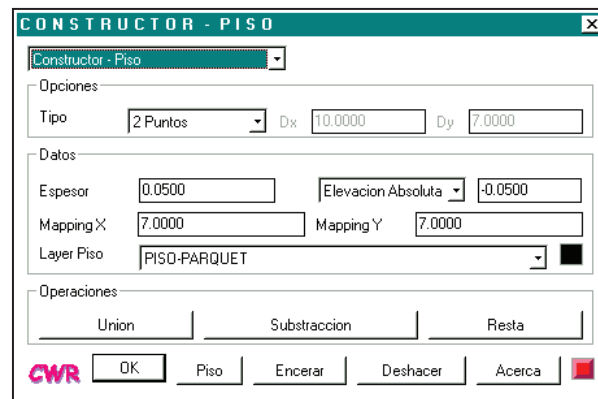 CONSTRUCTOR - PISO
Constructor - Piso
Opciones
Tipo 2 Puntos Dx 10.0000 Dy 7.0000
Datos
Espesor 0.0500 Elevacion Absoluta -0.0500
Mapping X 7.0000 Mapping Y 7.0000
Layer Piso PISO-PARQUET
Operaciones
Union Substraccion Resta
CWR OK Piso Encerar Deshacer Acerca